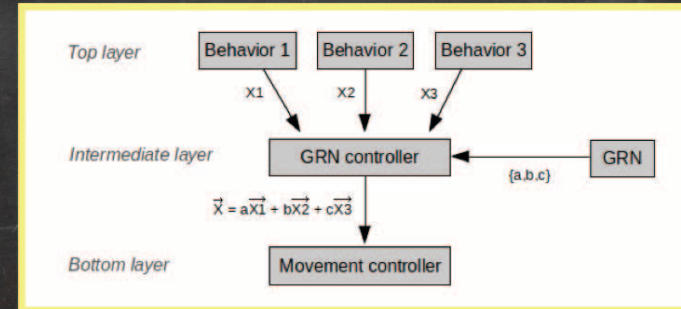 Top layer
Behavior 1
Behavior 2
Behavior 3
X1
X2
X3
Intermediate layer
GRN controller
GRN
{a,b,c}
X⃗ = aX1⃗ + bX2⃗ + cX3⃗
Bottom layer
Movement controller